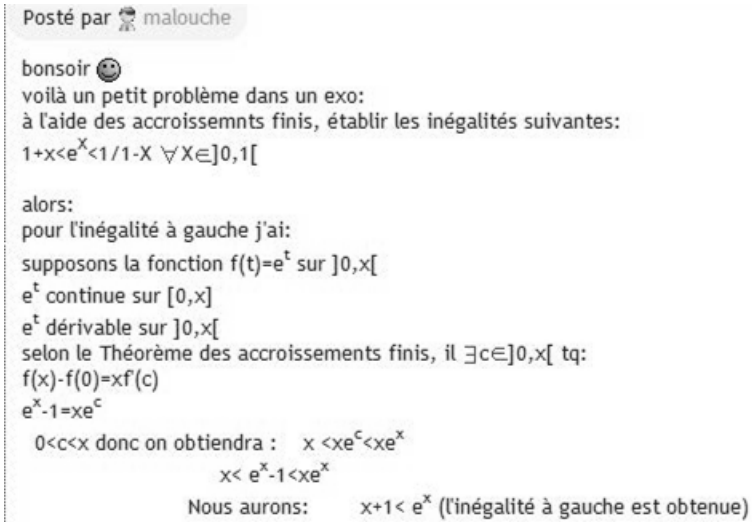 Posté par malouche
bonsoir
voilà un petit problème dans un exo:
à l'aide des accroissemnts finis, établir les inégalités suivantes:
1+x<e^X<1/1-X ∀X∈]0,1[
alors:
pour l'inégalité à gauche j'ai:
supposons la fonction f(t)=e^t sur ]0,x[
e^t continue sur [0,x]
e^t dérivable sur ]0,x[
selon le Théorème des accroissements finis, il ∃c∈]0,x[ tq:
f(x)-f(0)=xf'(c)
e^x-1=xe^c
0<c<x donc on obtiendra : x <xe^c<xe^x
x< e^x-1<xe^x
Nous aurons: x+1< e^x (l'inégalité à gauche est obtenue)